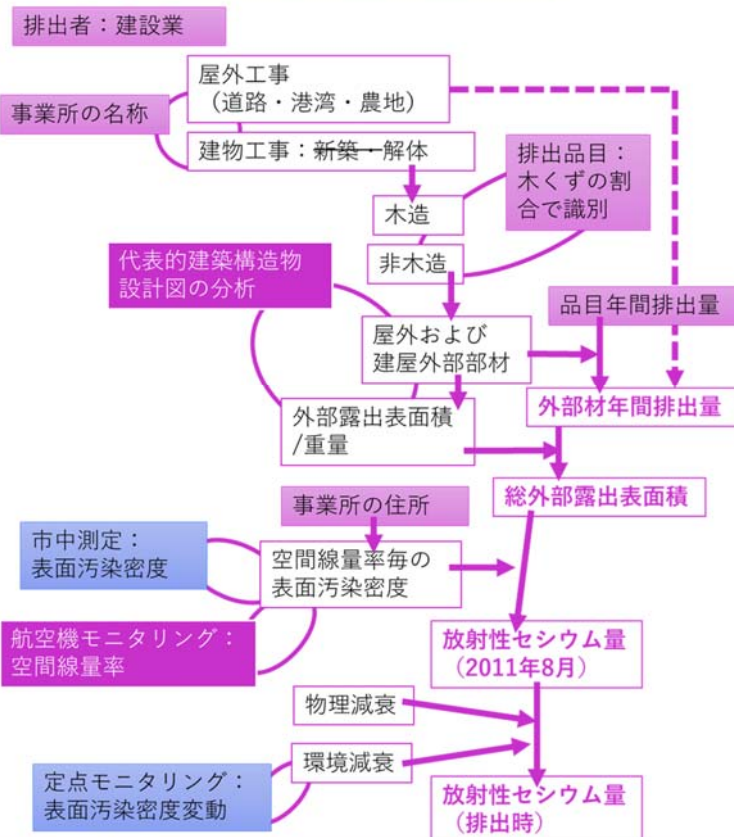 排出者：建設業
屋外工事
（道路・港湾・農地）
事業所の名称
建物工事：新築・解体
排出品目：
木くずの割
合で識別
木造
非木造
代表的建築構造物
設計図の分析
品目年間排出量
屋外および
建屋外部部材
外部材年間排出量
外部露出表面積
/重量
総外部露出表面積
事業所の住所
市中測定：
表面汚染密度
空間線量率毎の
表面汚染密度
航空機モニタリング：
空間線量率
放射性セシウム量
（2011年8月）
物理減衰
環境減衰
定点モニタリング：
表面汚染密度変動
放射性セシウム量
（排出時）